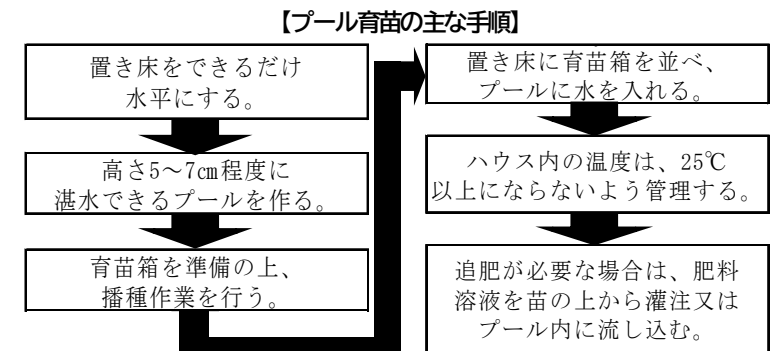 【プール育苗の主な手順】
置き床をできるだけ
水平にする。
高さ5～7㎝程度に
湛水できるプールを作る。
育苗箱を準備の上、
播種作業を行う。
置き床に育苗箱を並べ、
プールに水を入れる。
ハウス内の温度は、25℃
以上にならないよう管理する。
追肥が必要な場合は、肥料
溶液を苗の上から灌注又は
プール内に流し込む。